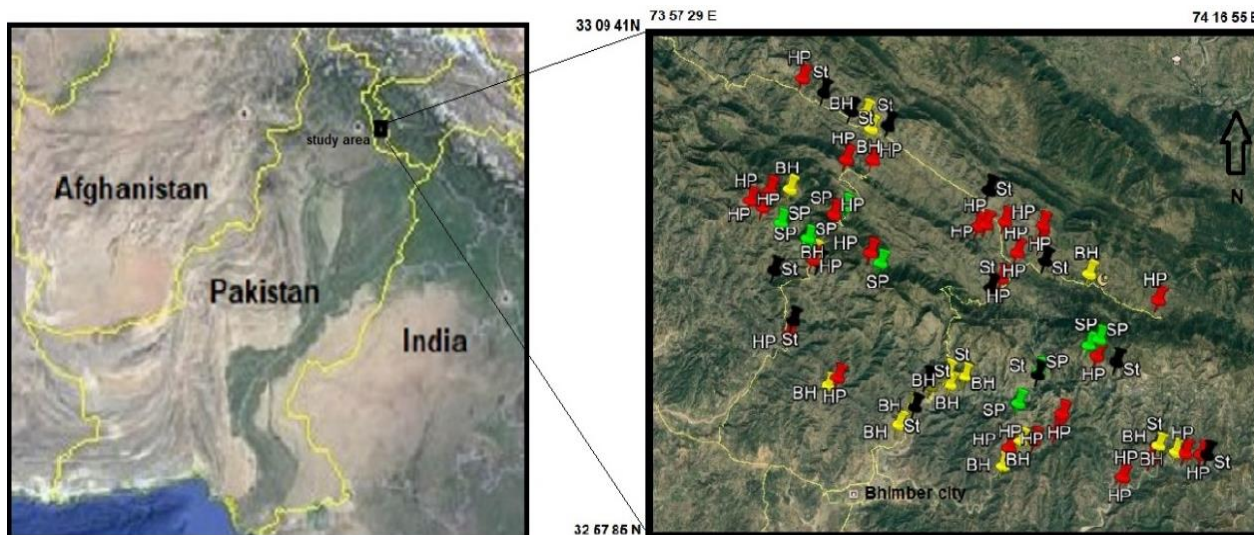 33 09 41N
73 57 29 E
74 16 55 E
study area
Afghanistan
Pakistan
India
32 57 85 N
HP
St
BH
St
St
HP
BH
HP
BH
HP
HP
HP
SP
HP
SP
SP
SP
HP
BH
HP
St
SP
St
HP
HP
HP
HP
HP
BH
St
HP
HP
HP
N
HP
St
SP
SP
HP
St
St
St
BH
St
SP
BH
HP
BH
BH
St
SP
HP
HP
HP
BH
BH
St
HP
BH
HP
BH
HP
St
HP
Bhimber city